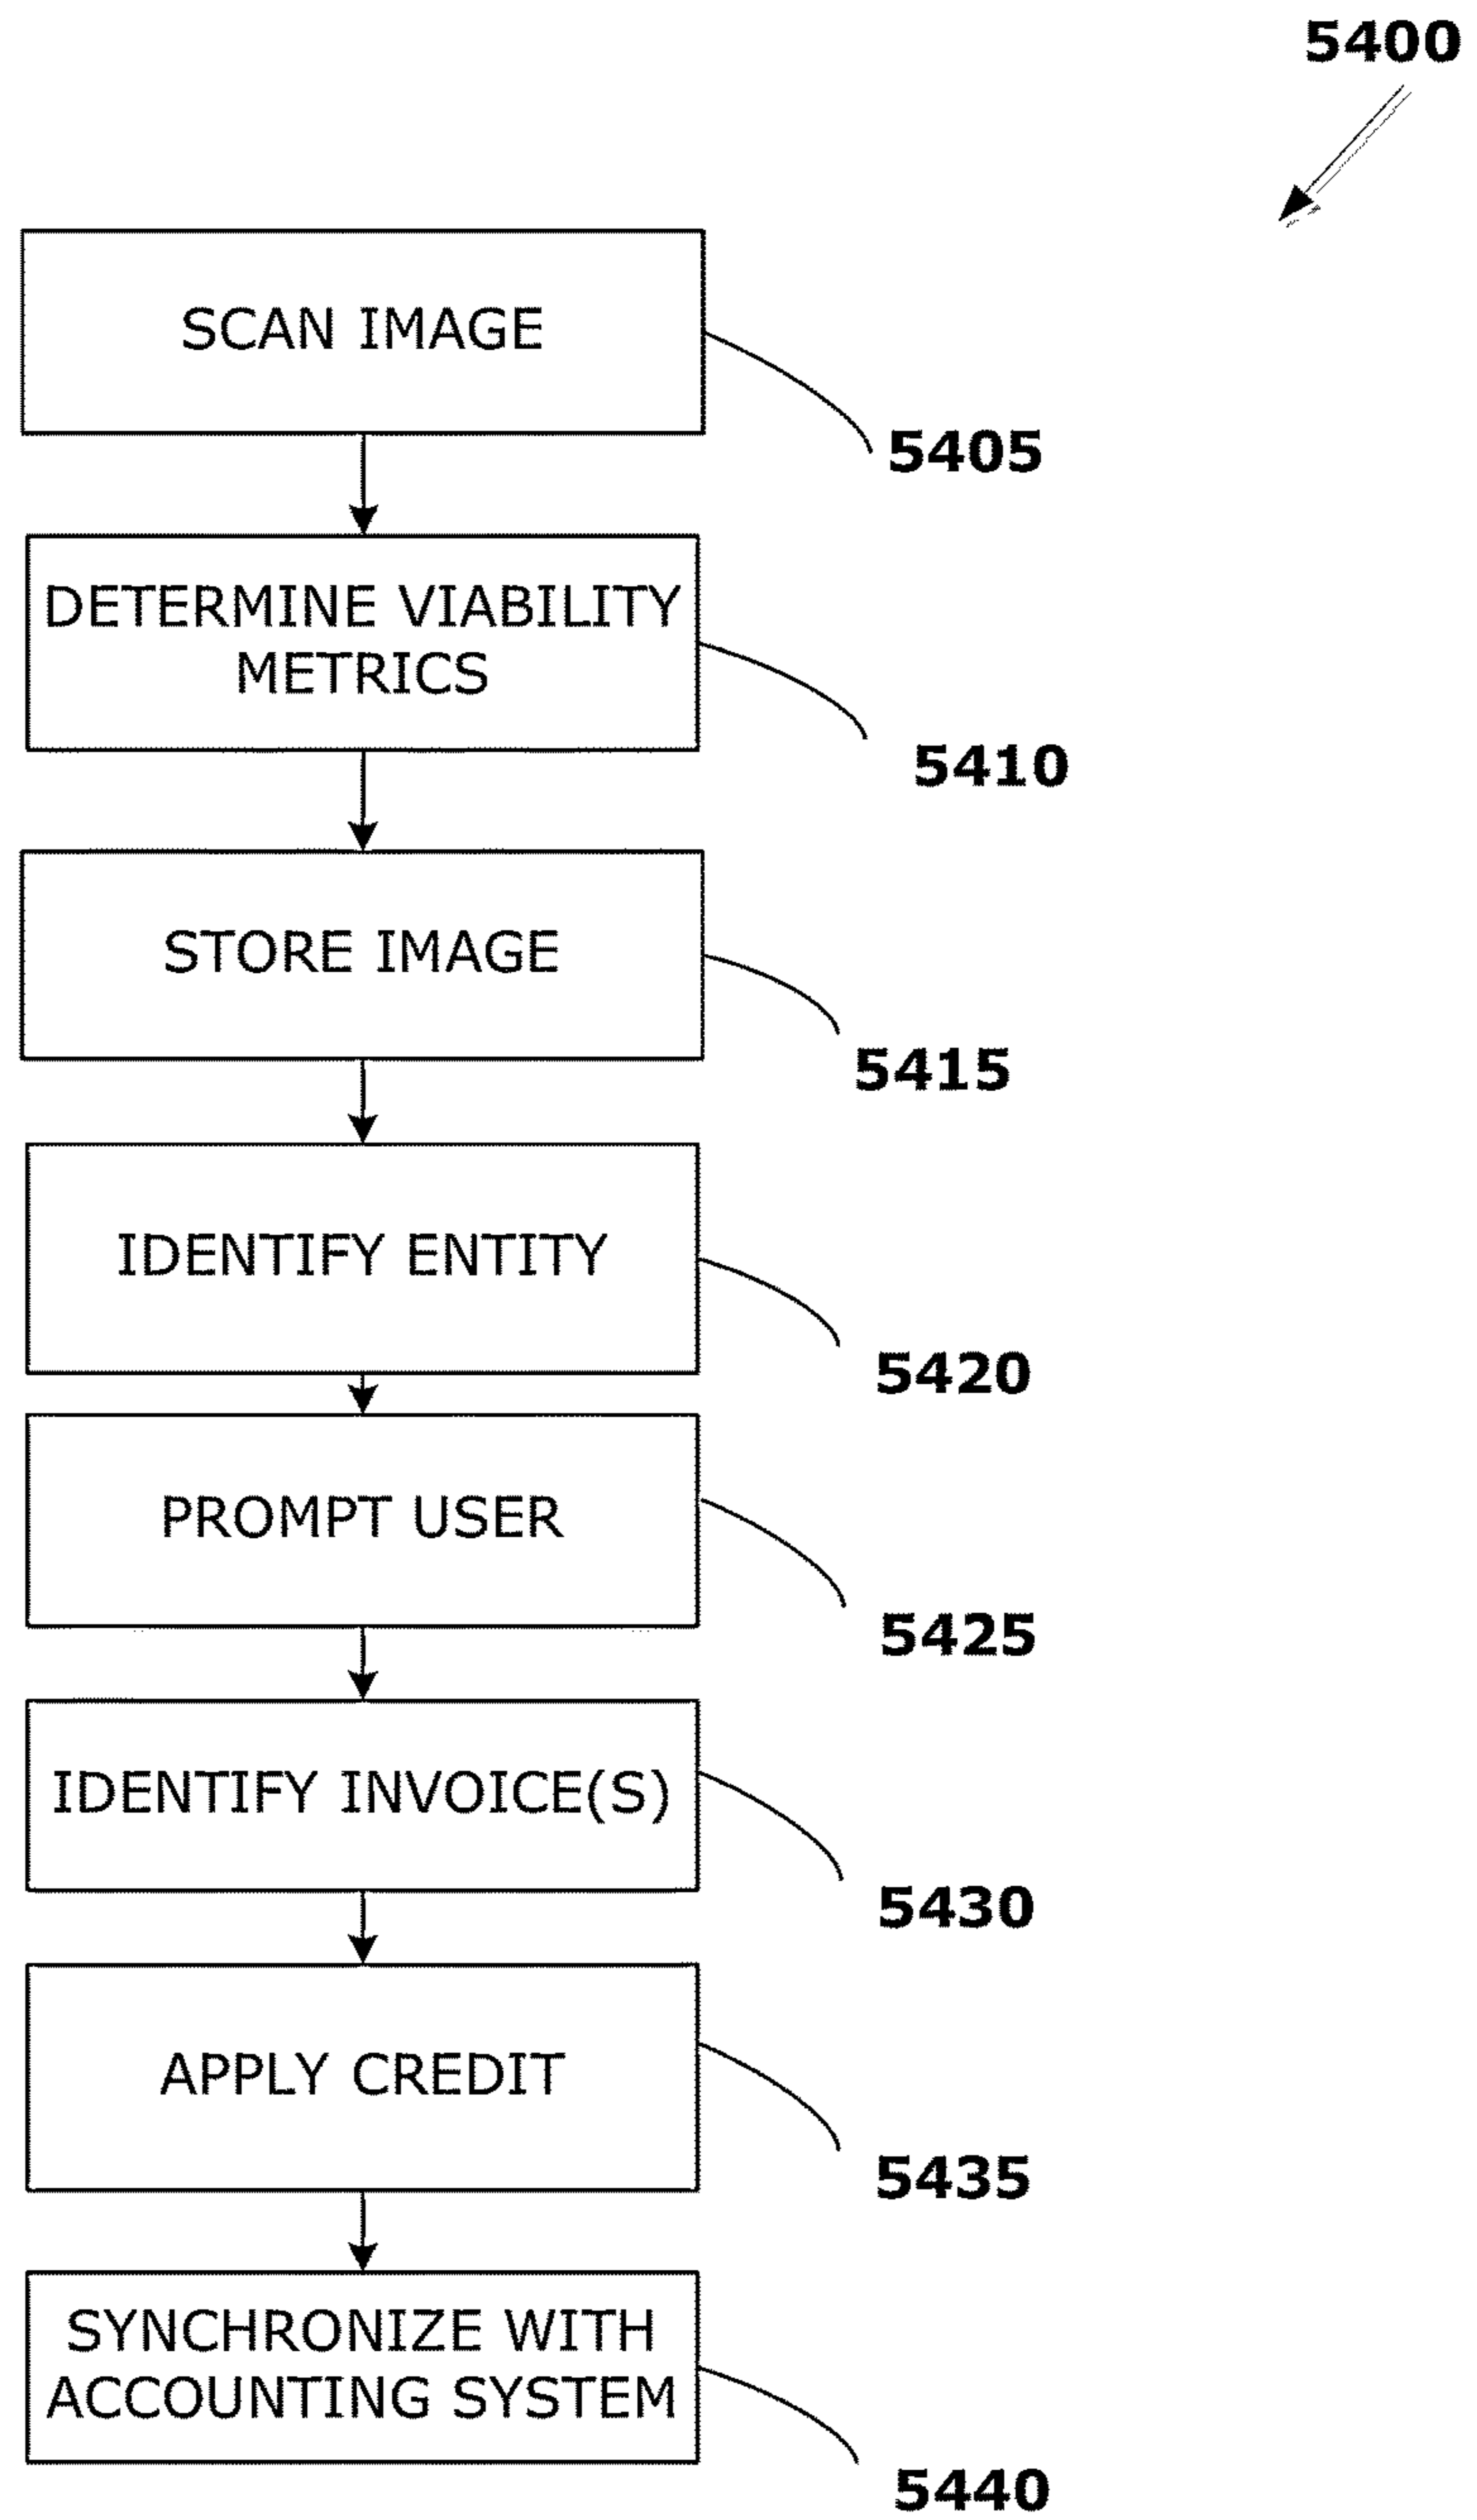 5400
SCAN IMAGE
5405
DETERMINE VIABILITY
METRICS
5410
STORE IMAGE
5415
IDENTIFY ENTITY
5420
PROMPT USER
5425
IDENTIFY INVOICE(S)
5430
APPLY CREDIT
5435
SYNCHRONIZE WITH
ACCOUNTING SYSTEM
5440